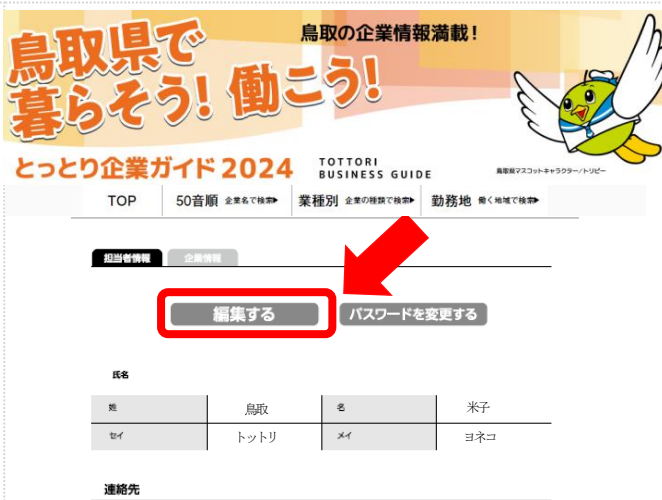 鳥取の企業情報満載！
鳥取県で
暮らそう！働こう！
とっとり企業ガイド2024
TOTTORI
BUSINESS GUIDE
鳥取県マスコットキャラクター/トリピー
TOP 50音順 企業名で検索▶ 業種別 企業の種類で検索▶ 勤務地 働く地域で検索▶
担当者情報 企業情報
編集する パスワードを変更する
氏名
姓 鳥取 名 米子
セイ トットリ メイ ヨネコ
連絡先